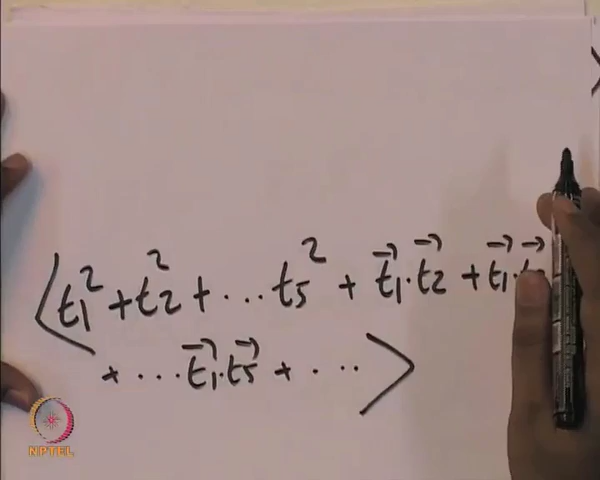 ⟨t₁² + t₂² + ... t₅² + t⃗₁·t⃗₂ + t⃗₁·
+ ... t⃗₁·t⃗₅ + ...⟩
NPTEL